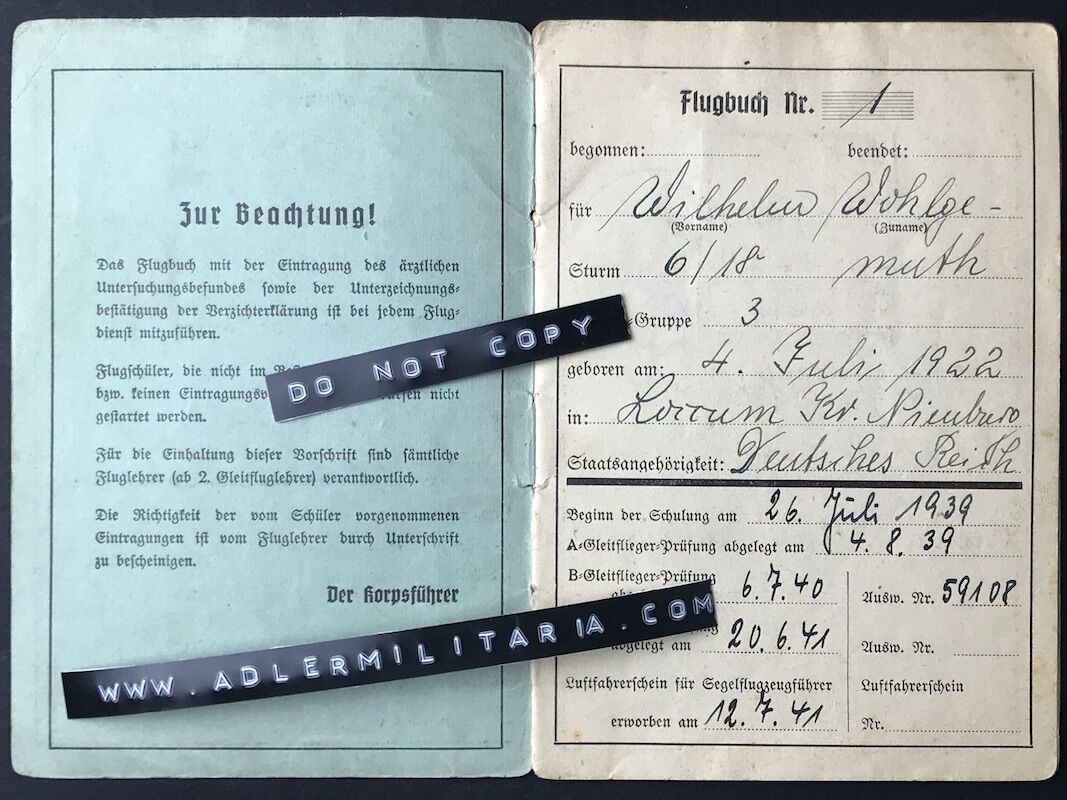 Zur Beachtung!
Das Flugbuch mit der Eintragung des ärztlichen
Untersuchungsbefundes sowie der Unterzeichnungs-
bestätigung der Verzichterklärung ist bei jedem Flug-
dienst mitzuführen.
Flugschüler, die nicht im
bzw. keinen nicht
gestartet werden.
Für die Einhaltung dieser Vorschrift sind sämtliche
Fluglehrer (ab 2. Gleitfluglehrer) verantwortlich.
Die Richtigkeit der vom Schüler vorgenommenen
Eintragungen ist vom Fluglehrer durch Unterschrift
zu bescheinigen.
Der Korpsführer
DO NOT COPY
WWW.ADLERMILITARIA.COM
Flugbuch Nr. 1
begonnen: beendet:
für Wilhelm Wohlge-
(Vorname) (Zuname)
Sturm 6/18 muth
Gruppe 3
geboren am: 4. Juli 1922
in: Loccum Kr. Nienburg
Staatsangehörigkeit: Deutsches Reich
Beginn der Schulung am 26. Juli 1939
A-Gleitflieger-Prüfung abgelegt am 4. 8. 39
B-Gleitflieger-Prüfung
6. 7. 40 Ausw. Nr. 59108
abgelegt am 20. 6. 41 Ausw. Nr.
Luftfahrerschein für Segelflugzeugführer Luftfahrerschein
erworben am 12. 7. 41 Nr.